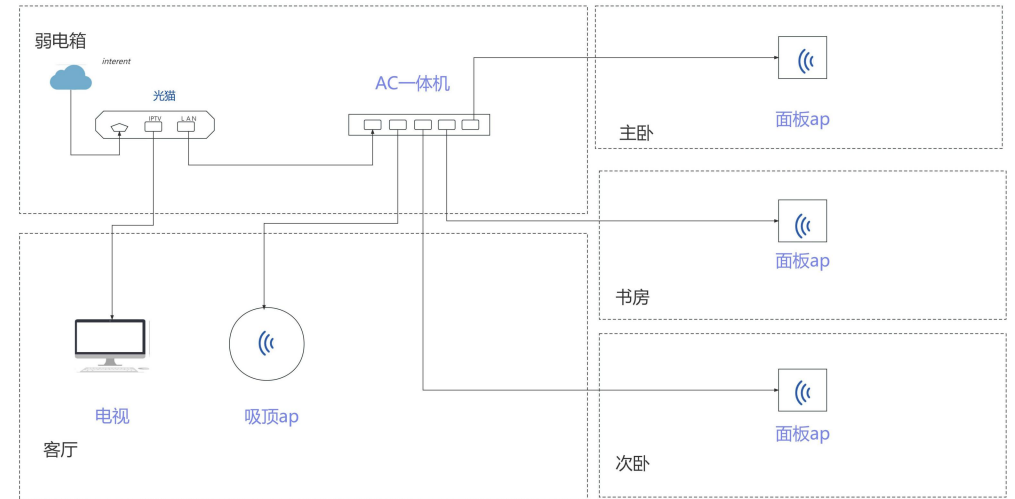 弱电箱
interent
光猫
IPTV
LAN
AC一体机
面板ap
主卧
面板ap
书房
电视
吸顶ap
客厅
面板ap
次卧